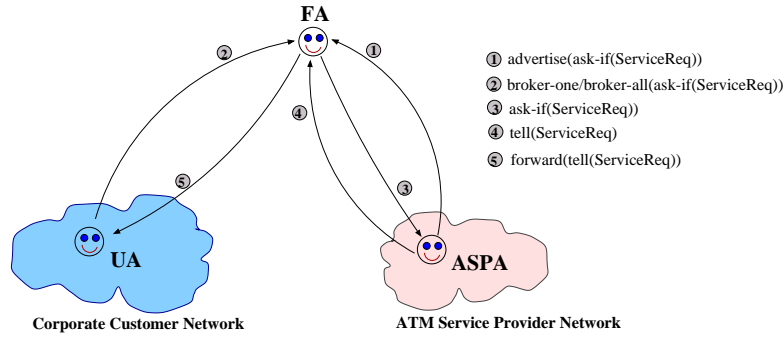 FA
1 advertise(ask-if(ServiceReq))
2 broker-one/broker-all(ask-if(ServiceReq))
3 ask-if(ServiceReq))
4 tell(ServiceReq)
5 forward(tell(ServiceReq))
2
1
4
5
3
UA
ASPA
Corporate Customer Network
ATM Service Provider Network